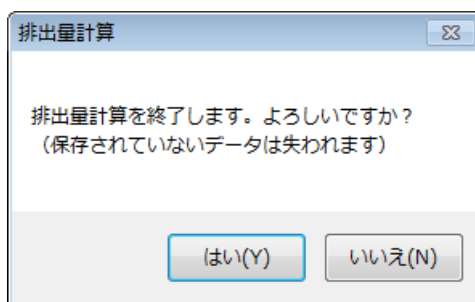 排出量計算
排出量計算を終了します。よろしいですか？
（保存されていないデータは失われます）
はい(Y)
いいえ(N)